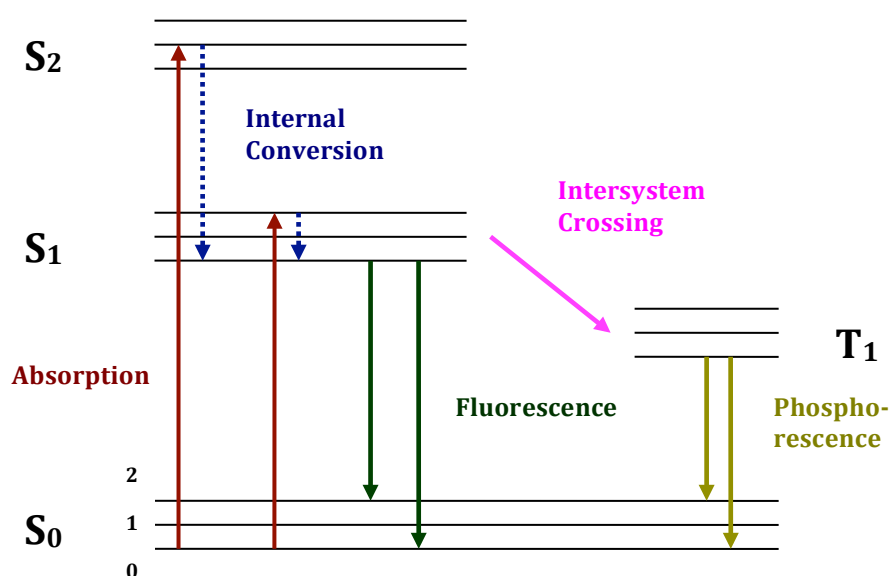 S2
Internal
Conversion
Intersystem
Crossing
S1
T1
Absorption
Fluorescence
Phospho-
rescence
2
1
S0
0